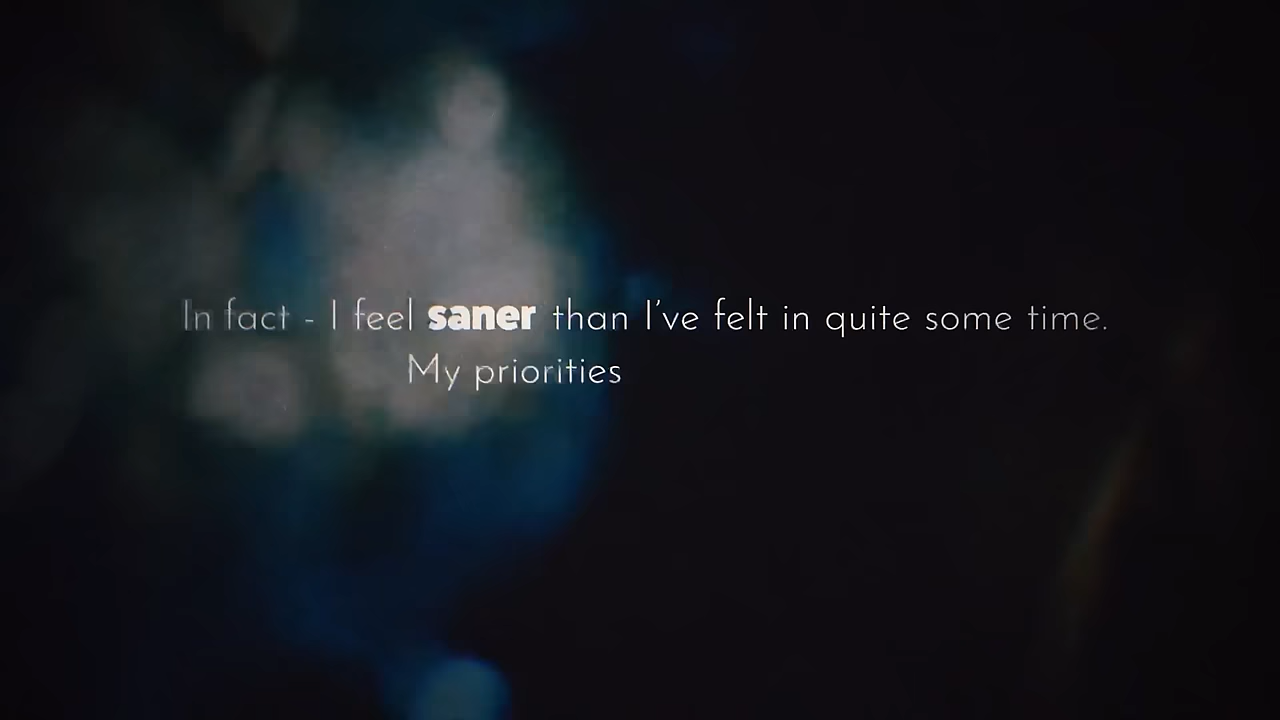 In fact - I feel saner than I've felt in quite some time.
My priorities